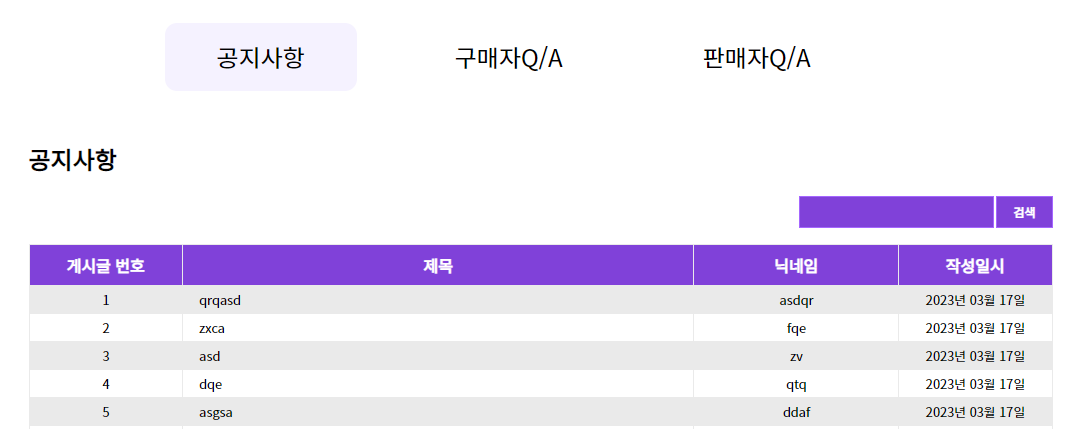 공지사항 구매자Q/A 판매자Q/A
공지사항
검색
게시글 번호 제목 닉네임 작성일시
1 qrqasd asdqr 2023년 03월 17일
2 zxca fqe 2023년 03월 17일
3 asd zv 2023년 03월 17일
4 dqe qtq 2023년 03월 17일
5 asgsa ddaf 2023년 03월 17일